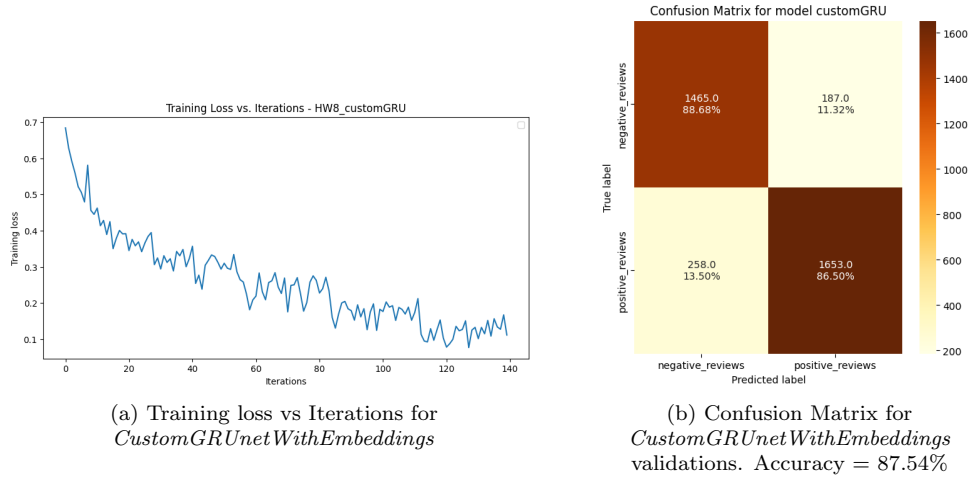 Training Loss vs. Iterations - HW8_customGRU
0.7
0.6
0.5
0.4
0.3
0.2
0.1
Training loss
0
20
40
60
80
100
120
140
Iterations
(a) Training loss vs Iterations for
CustomGRUnetWithEmbeddings
Confusion Matrix for model customGRU
True label
negative_reviews
positive_reviews
1465.0
88.68%
187.0
11.32%
258.0
13.50%
1653.0
86.50%
negative_reviews
positive_reviews
Predicted label
1600
1400
1200
1000
800
600
400
200
(b) Confusion Matrix for
CustomGRUnetWithEmbeddings
validations. Accuracy = 87.54%